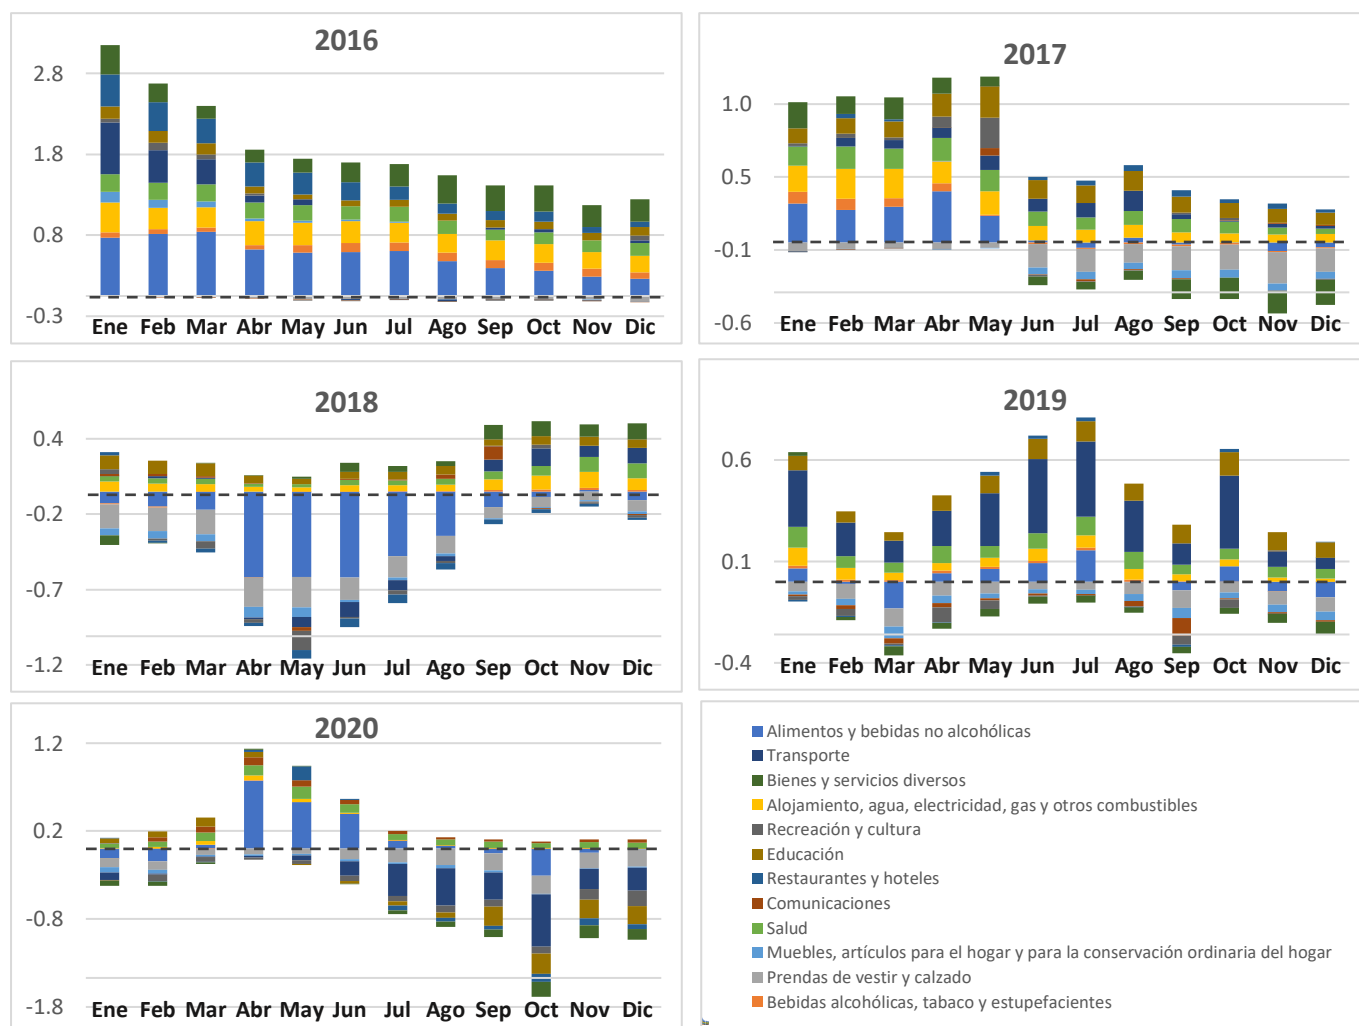 2016
2.8
1.8
0.8
-0.3
Ene Feb Mar Abr May Jun Jul Ago Sep Oct Nov Dic
2017
1.0
0.5
-0.1
-0.6
Ene Feb Mar Abr May Jun Jul Ago Sep Oct Nov Dic
2018
0.4
-0.2
-0.7
-1.2
Ene Feb Mar Abr May Jun Jul Ago Sep Oct Nov Dic
2019
0.6
0.1
-0.4
Ene Feb Mar Abr May Jun Jul Ago Sep Oct Nov Dic
2020
1.2
0.2
-0.8
-1.8
Ene Feb Mar Abr May Jun Jul Ago Sep Oct Nov Dic
Alimentos y bebidas no alcohólicas
Transporte
Bienes y servicios diversos
Alojamiento, agua, electricidad, gas y otros combustibles
Recreación y cultura
Educación
Restaurantes y hoteles
Comunicaciones
Salud
Muebles, artículos para el hogar y para la conservación ordinaria del hogar
Prendas de vestir y calzado
Bebidas alcohólicas, tabaco y estupefacientes